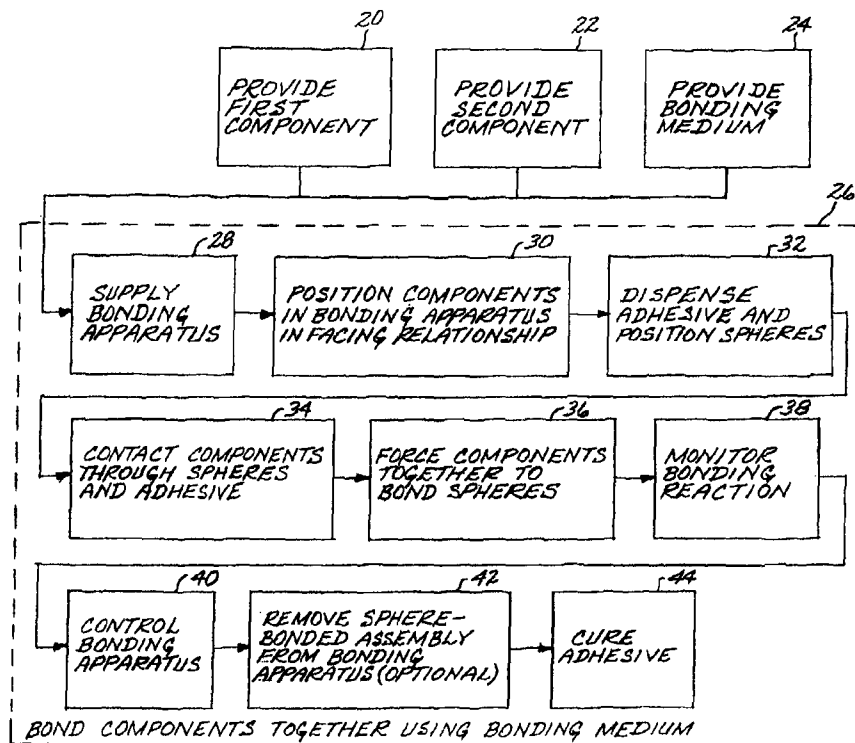 20
22
24
PROVIDE
FIRST
COMPONENT
PROVIDE
SECOND
COMPONENT
PROVIDE
BONDING
MEDIUM
26
28
30
32
SUPPLY
BONDING
APPARATUS
POSITION COMPONENTS
IN BONDING APPARATUS
IN FACING RELATIONSHIP
DISPENSE
ADHESIVE AND
POSITION SPHERES
34
36
38
CONTACT COMPONENTS
THROUGH SPHERES
AND ADHESIVE
FORCE COMPONENTS
TOGETHER TO
BOND SPHERES
MONITOR
BONDING
REACTION
40
42
44
CONTROL
BONDING
APPARATUS
REMOVE SPHERE-
BONDED ASSEMBLY
FROM BONDING
APPARATUS (OPTIONAL)
CURE
ADHESIVE
BOND COMPONENTS TOGETHER USING BONDING MEDIUM